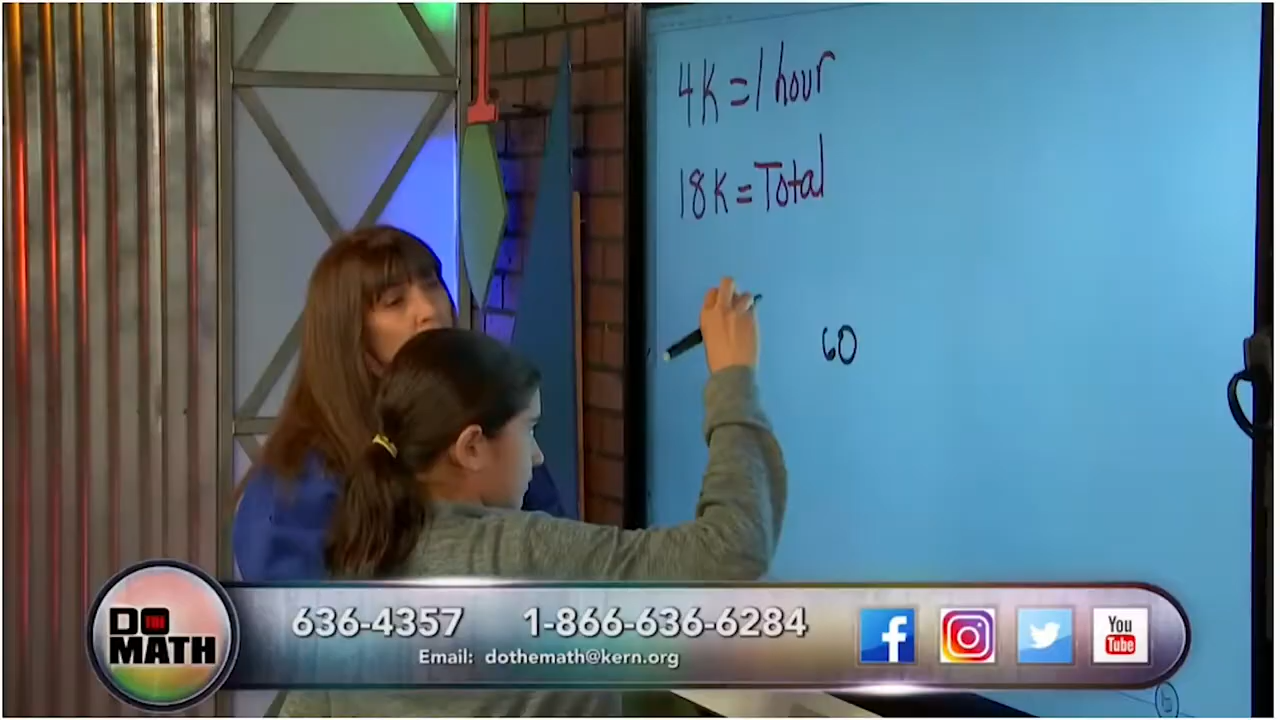 4K = 1 hour
18K = Total
60
DO THE MATH
636-4357 1-866-636-6284
Email: dothemath@kern.org
f
You Tube